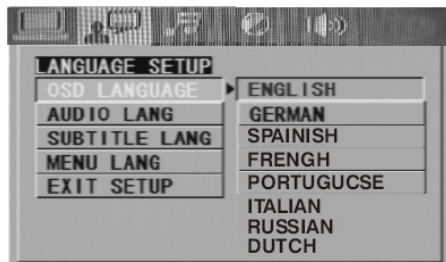 LANGUAGE SETUP
OSD LANGUAGE
AUDIO LANG
SUBTITLE LANG
MENU LANG
EXIT SETUP
ENGLISH
GERMAN
SPAINISH
FRENGH
PORTUGUCSE
ITALIAN
RUSSIAN
DUTCH